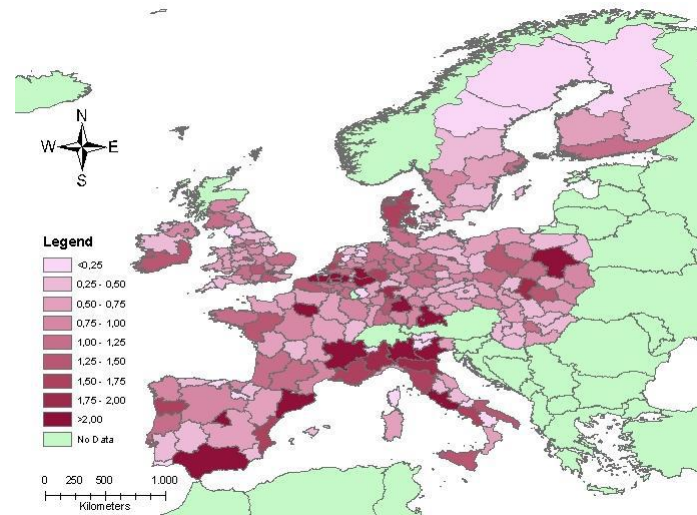 N
W E
S
Legend
<0,25
0,25 - 0,50
0,50 - 0,75
0,75 - 1,00
1,00 - 1,25
1,25 - 1,50
1,50 - 1,75
1,75 - 2,00
>2,00
No Data
0 250 500 1.000
Kilometers